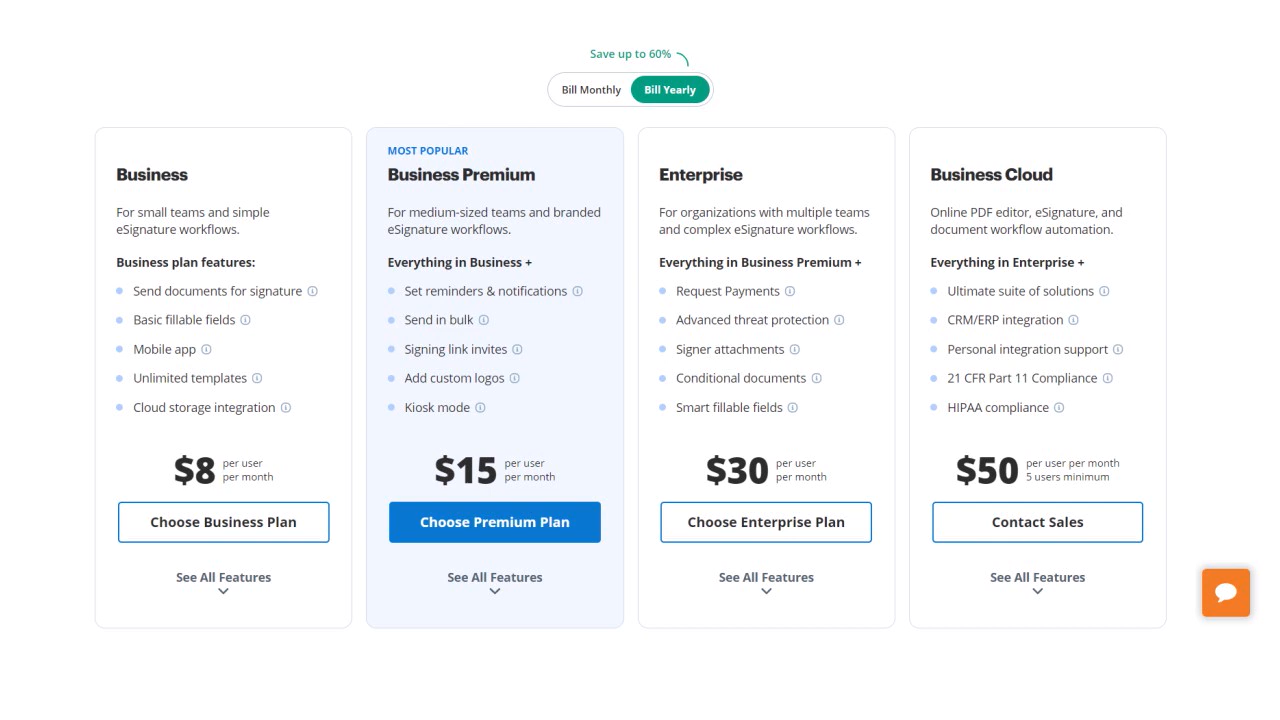 Save up to 60%
Bill Monthly
Bill Yearly
Business
For small teams and simple
eSignature workflows.
Business plan features:
Send documents for signature
Basic fillable fields
Mobile app
Unlimited templates
Cloud storage integration
$8 per user
per month
Choose Business Plan
See All Features
MOST POPULAR
Business Premium
For medium-sized teams and branded
eSignature workflows.
Everything in Business +
Set reminders & notifications
Send in bulk
Signing link invites
Add custom logos
Kiosk mode
$15 per user
per month
Choose Premium Plan
See All Features
Enterprise
For organizations with multiple teams
and complex eSignature workflows.
Everything in Business Premium +
Request Payments
Advanced threat protection
Signer attachments
Conditional documents
Smart fillable fields
$30 per user
per month
Choose Enterprise Plan
See All Features
Business Cloud
Online PDF editor, eSignature, and
document workflow automation.
Everything in Enterprise +
Ultimate suite of solutions
CRM/ERP integration
Personal integration support
21 CFR Part 11 Compliance
HIPAA compliance
$50 per user per month
5 users minimum
Contact Sales
See All Features